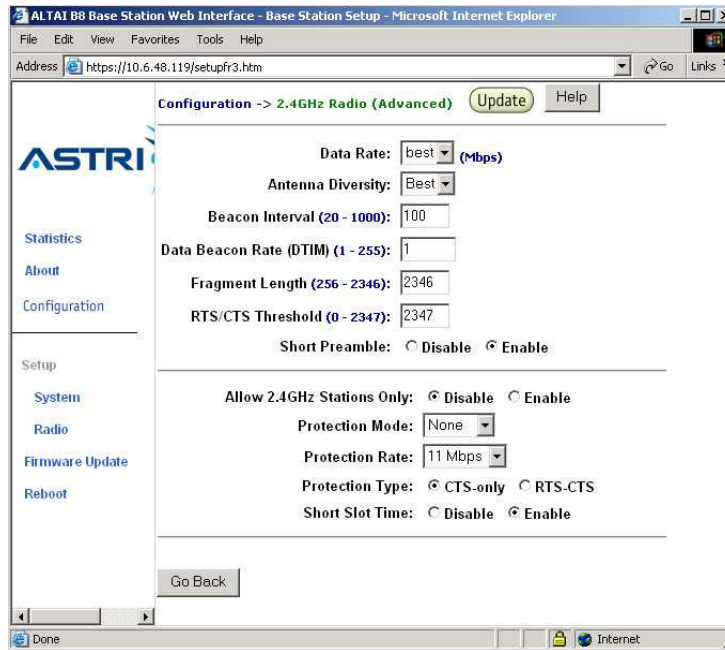 ALTAI B8 Base Station Web Interface - Base Station Setup - Microsoft Internet Explorer
File Edit View Favorites Tools Help
Address https://10.6.48.119/setupfr3.htm Go Links
Configuration -> 2.4GHz Radio (Advanced) Update Help
ASTRI
Statistics
About
Configuration
Setup
System
Radio
Firmware Update
Reboot
Data Rate: best (Mbps)
Antenna Diversity: Best
Beacon Interval (20 - 1000): 100
Data Beacon Rate (DTIM) (1 - 255): 1
Fragment Length (256 - 2346): 2346
RTS/CTS Threshold (0 - 2347): 2347
Short Preamble: Disable Enable
Allow 2.4GHz Stations Only: Disable Enable
Protection Mode: None
Protection Rate: 11 Mbps
Protection Type: CTS-only RTS-CTS
Short Slot Time: Disable Enable
Go Back
Done Internet